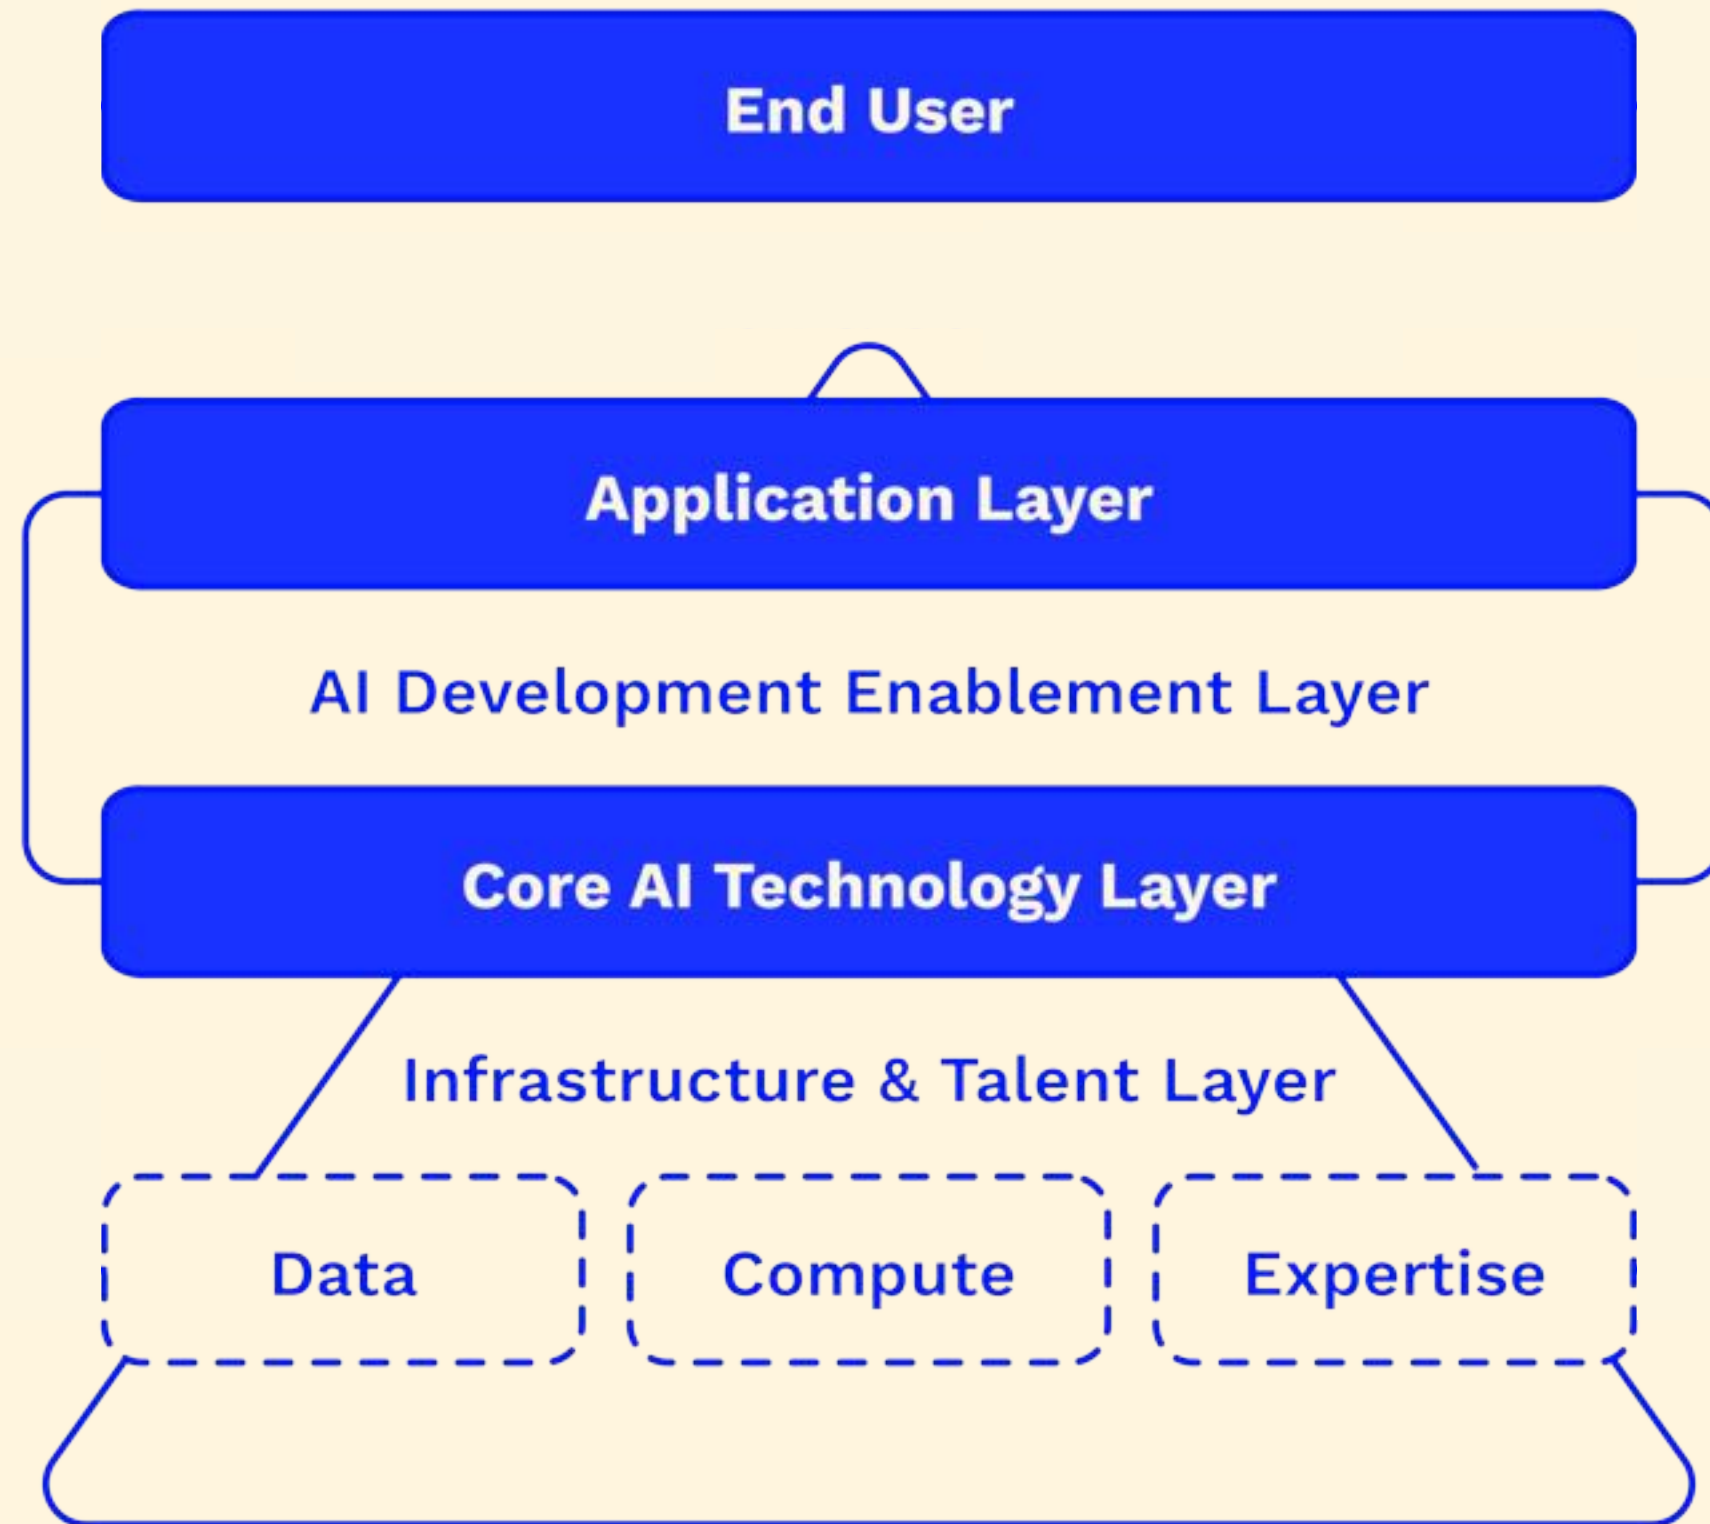 End User
Application Layer
AI Development Enablement Layer
Core AI Technology Layer
Infrastructure & Talent Layer
Data
Compute
Expertise